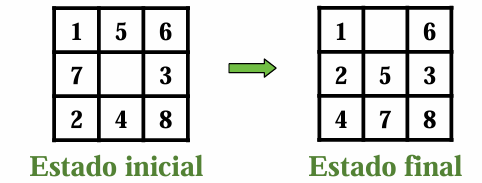 1 5 6
7 3
2 4 8
Estado inicial
1 6
2 5 3
4 7 8
Estado final